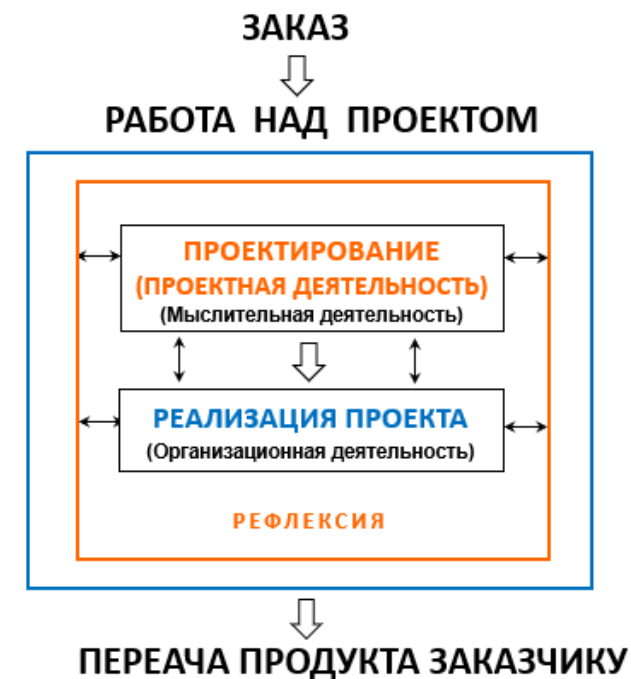 ЗАКАЗ
РАБОТА НАД ПРОЕКТОМ
ПРОЕКТИРОВАНИЕ
(ПРОЕКТНАЯ ДЕЯТЕЛЬНОСТЬ)
(Мыслительная деятельность)
РЕАЛИЗАЦИЯ ПРОЕКТА
(Организационная деятельность)
РЕФЛЕКСИЯ
ПЕРЕАЧА ПРОДУКТА ЗАКАЗЧИКУ